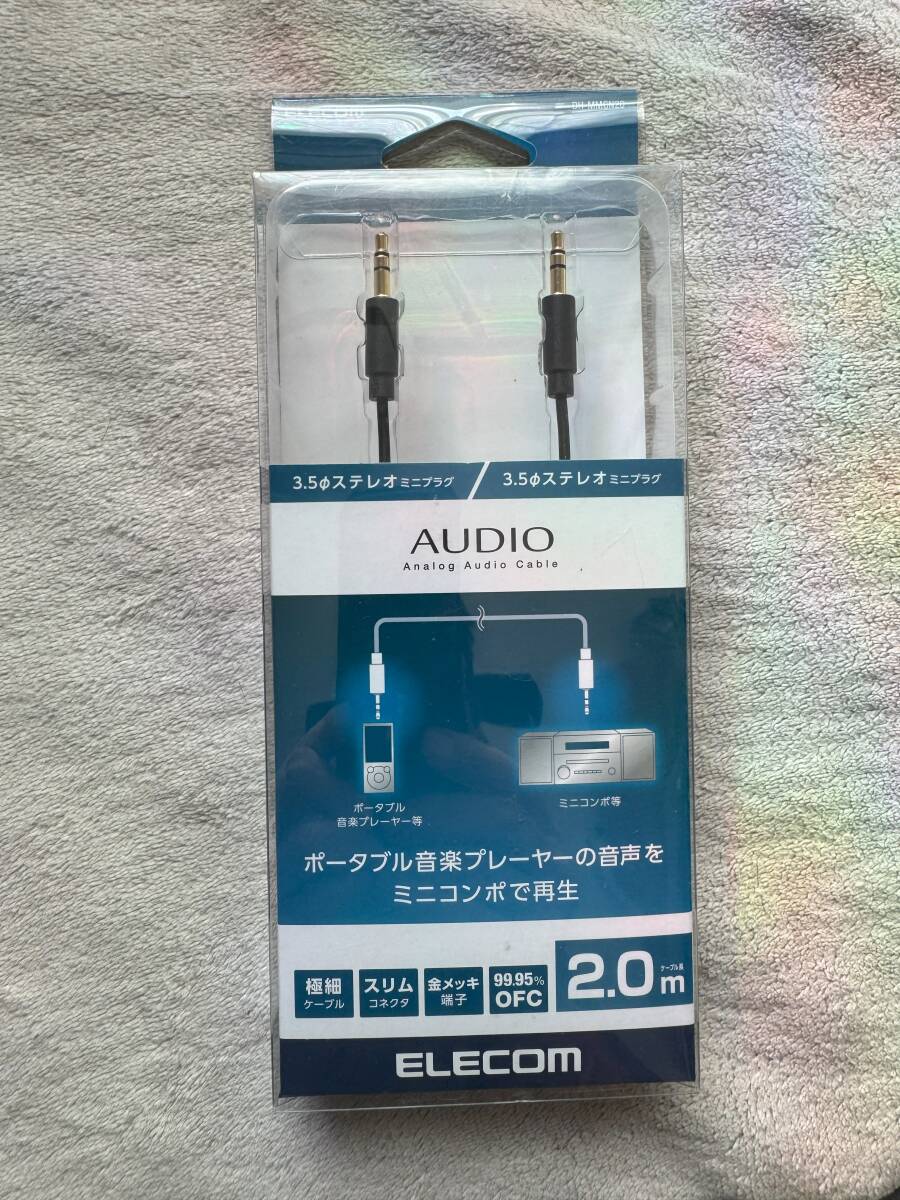 ELECOM
DH-MMCN20
3.5φステレオミニプラグ / 3.5φステレオミニプラグ
AUDIO
Analog Audio Cable
ポータブル
音楽プレーヤー等
ミニコンポ等
ポータブル音楽プレーヤーの音声を
ミニコンポで再生
極細
ケーブル
スリム
コネクタ
金メッキ
端子
99.95%
OFC
ケーブル長
2.0m
ELECOM